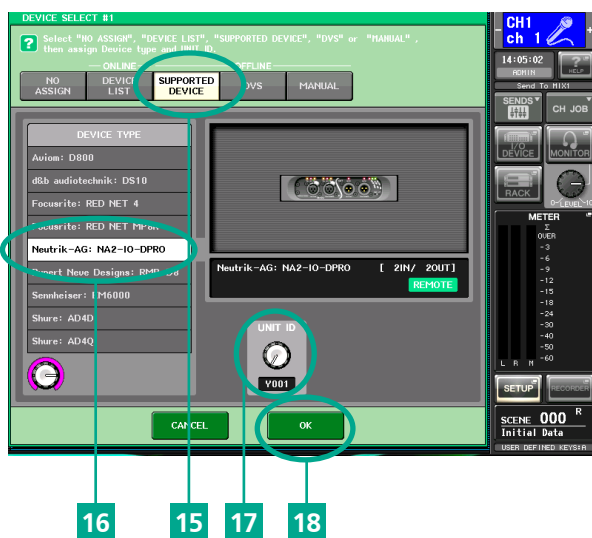 DEVICE SELECT #1
Select "NO ASSIGN", "DEVICE LIST", "SUPPORTED DEVICE", "DVS" or "MANUAL",
then assign Device type and UNIT ID.
ONLINE
OFFLINE
NO ASSIGN
DEVICE LIST
SUPPORTED DEVICE
DVS
MANUAL
DEVICE TYPE
Aviom: D800
d&b audiotechnik: DS10
Focusrite: RED NET 4
Focusrite: RED NET MP8R
Neutrik-AG: NA2-IO-DPRO
Rupert Neve Designs: RMP-D8
Sennheiser: EM6000
Shure: AD4D
Shure: AD4Q
Neutrik-AG: NA2-IO-DPRO [ 2IN/ 2OUT]
REMOTE
UNIT ID
Y001
CANCEL
OK
CH1
ch 1
14:05:02
ADMIN
?
HELP
Send To MIX1
SENDS
CH JOB
I/O DEVICE
MONITOR
RACK
0-LEVEL-10
METER
Σ
OVER
-3
-6
-9
-12
-15
-18
-24
-30
-40
-50
-60
L R M
SETUP
RECORDER
SCENE 000 R
Initial Data
USER DEFINED KEYS:A
16
15
17
18